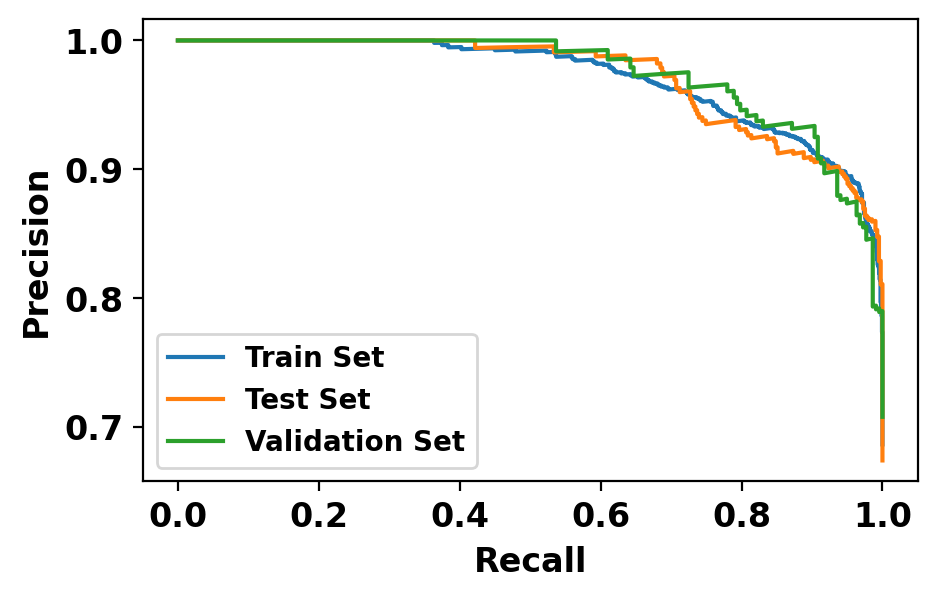 1.0
0.9
0.8
0.7
Precision
Train Set
Test Set
Validation Set
0.0 0.2 0.4 0.6 0.8 1.0
Recall